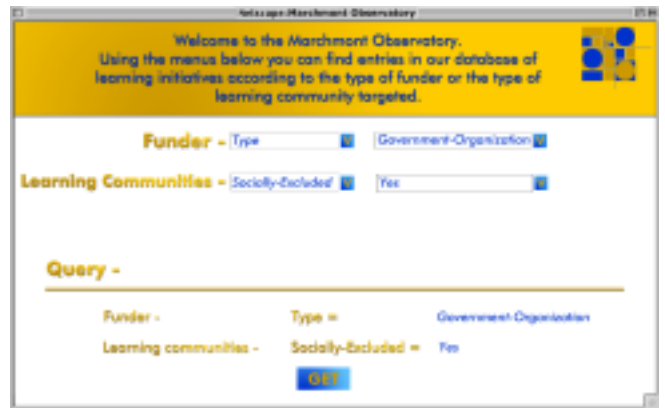 Netscape: Marchmont Observatory
Welcome to the Marchmont Observatory.
Using the menus below you can find entries in our database of
learning initiatives according to the type of funder or the type of
learning community targeted.
Funder - Type Government-Organization
Learning Communities - Socially-Excluded Yes
Query -
Funder - Type = Government-Organization
Learning communities - Socially-Excluded = Yes
GET